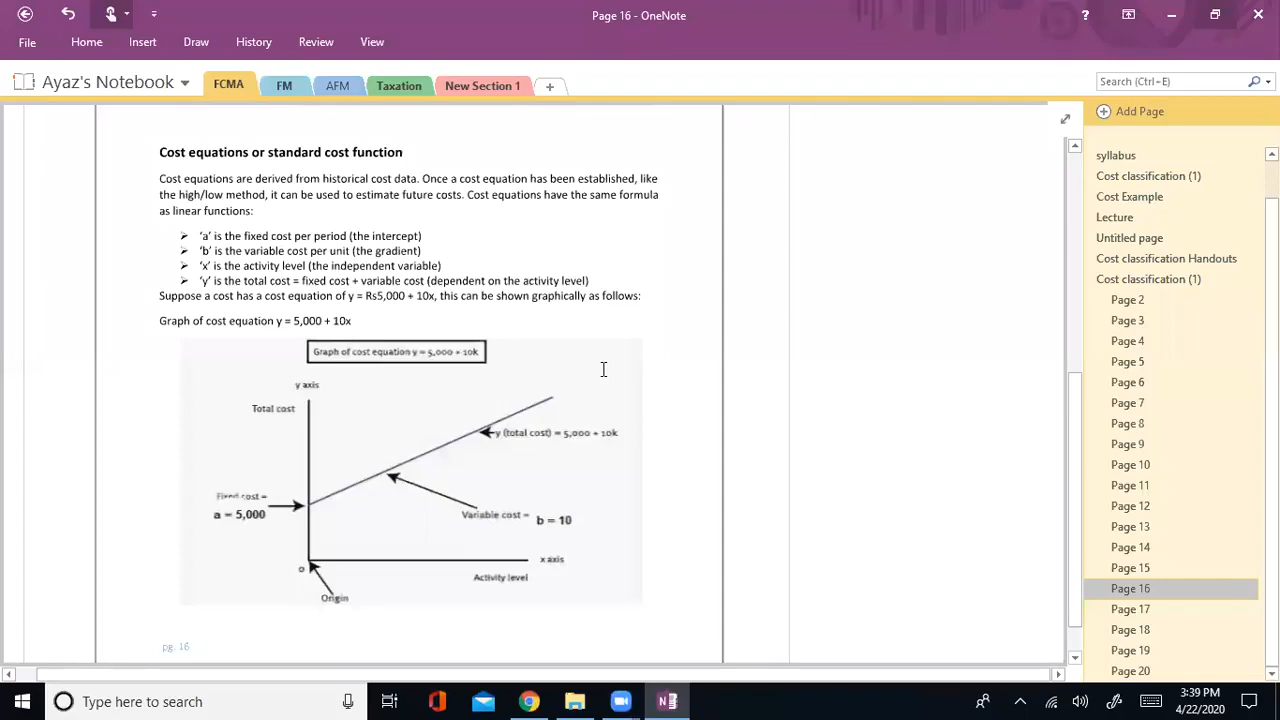 Page 16 - OneNote
?
File Home Insert Draw History Review View
Ayaz's Notebook FCMA FM AFM Taxation New Section 1 +
Search (Ctrl+E)
Add Page
syllabus
Cost classification (1)
Cost Example
Lecture
Untitled page
Cost classification Handouts
Cost classification (1)
Page 2
Page 3
Page 4
Page 5
Page 6
Page 7
Page 8
Page 9
Page 10
Page 11
Page 12
Page 13
Page 14
Page 15
Page 16
Page 17
Page 18
Page 19
Page 20
Cost equations or standard cost function
Cost equations are derived from historical cost data. Once a cost equation has been established, like
the high/low method, it can be used to estimate future costs. Cost equations have the same formula
as linear functions:
➢ ‘a’ is the fixed cost per period (the intercept)
➢ ‘b’ is the variable cost per unit (the gradient)
➢ ‘x’ is the activity level (the independent variable)
➢ ‘y’ is the total cost = fixed cost + variable cost (dependent on the activity level)
Suppose a cost has a cost equation of y = Rs5,000 + 10x, this can be shown graphically as follows:
Graph of cost equation y = 5,000 + 10x
Graph of cost equation y = 5,000 + 10k
y axis
Total cost
y (total cost) = 5,000 + 10k
Fixed cost =
a = 5,000
Variable cost = b = 10
x axis
0
Activity level
Origin
pg. 16
Type here to search
3:39 PM
4/22/2020